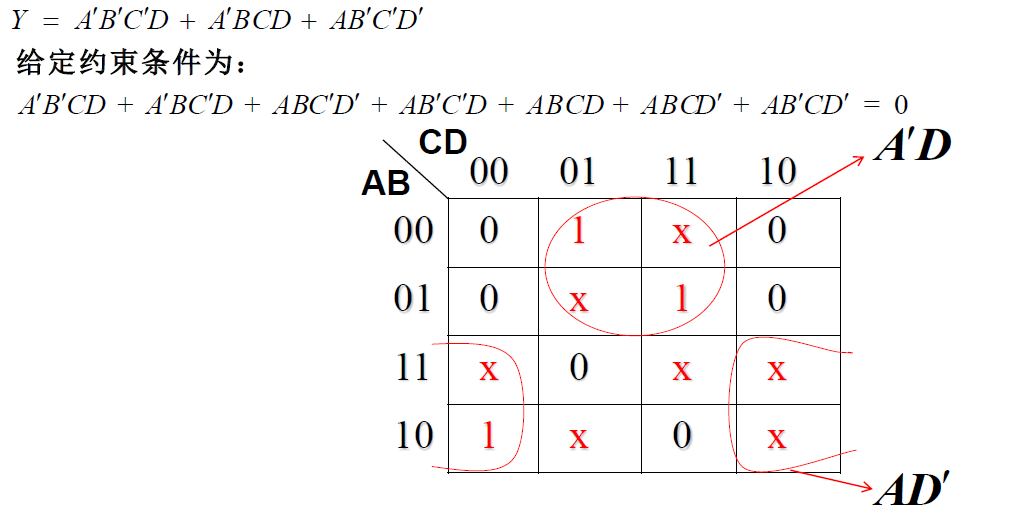 Y = A′B′C′D + A′BCD + AB′C′D′
给定约束条件为：
A′B′CD + A′BC′D + ABC′D′ + AB′C′D + ABCD + ABCD′ + AB′CD′ = 0
CD
A′D
AB
00 01 11 10
00 0 1 x 0
01 0 x 1 0
11 x 0 x x
10 1 x 0 x
AD′